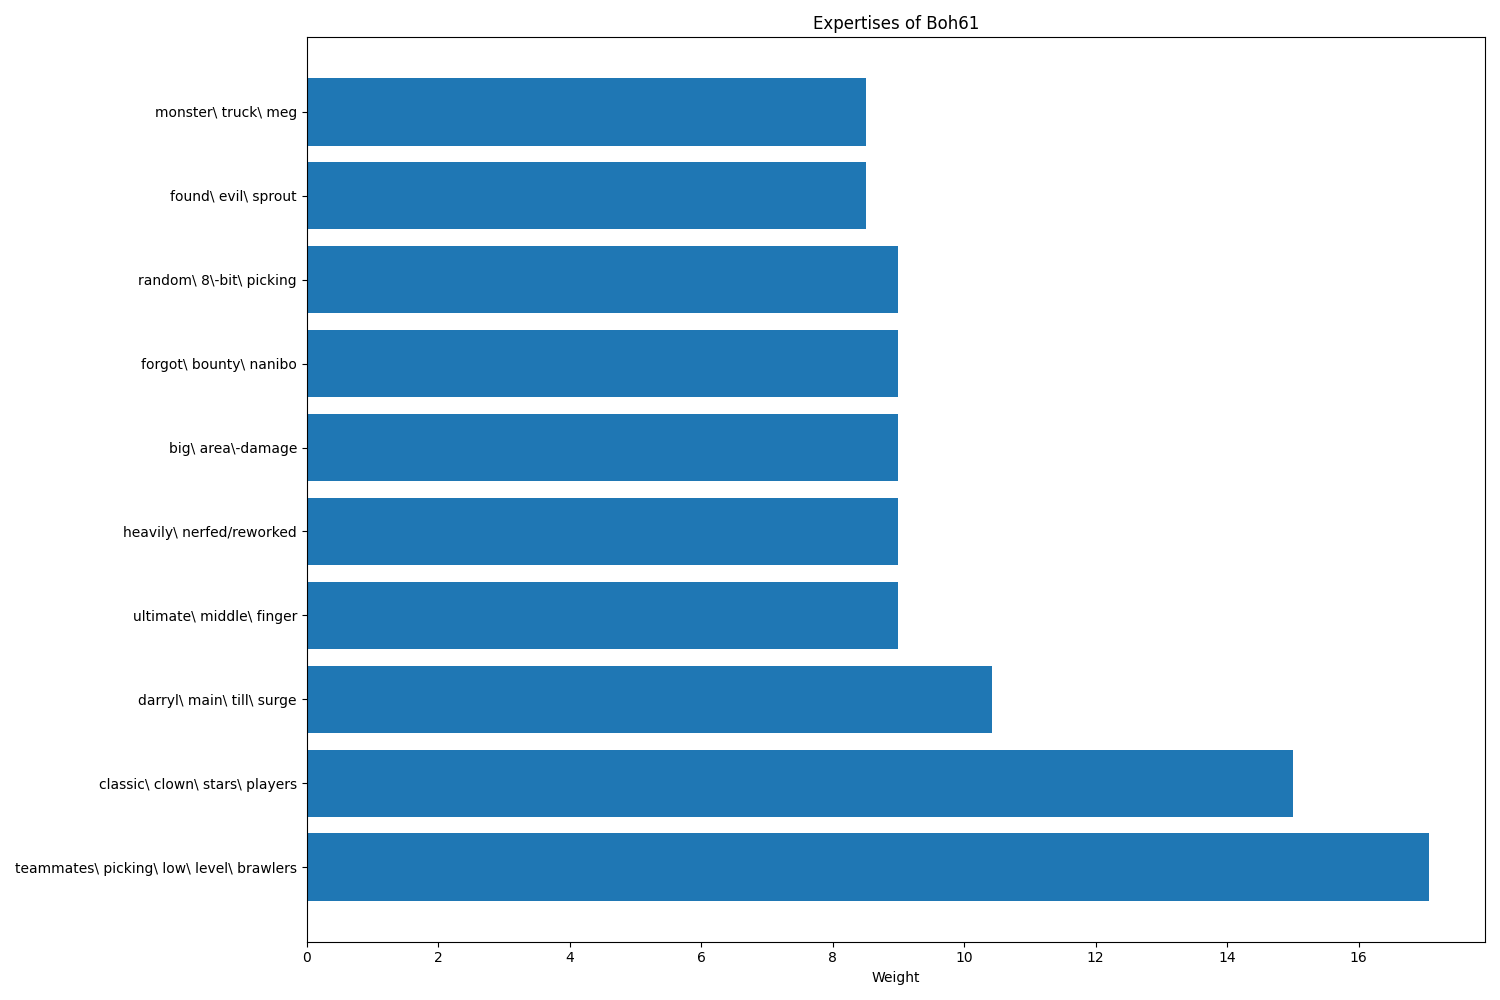 Expertises of Boh61
monster\ truck\ meg
found\ evil\ sprout
random\ 8\-bit\ picking
forgot\ bounty\ nanibo
big\ area\-damage
heavily\ nerfed/reworked
ultimate\ middle\ finger
darryl\ main\ till\ surge
classic\ clown\ stars\ players
teammates\ picking\ low\ level\ brawlers
0 2 4 6 8 10 12 14 16
Weight